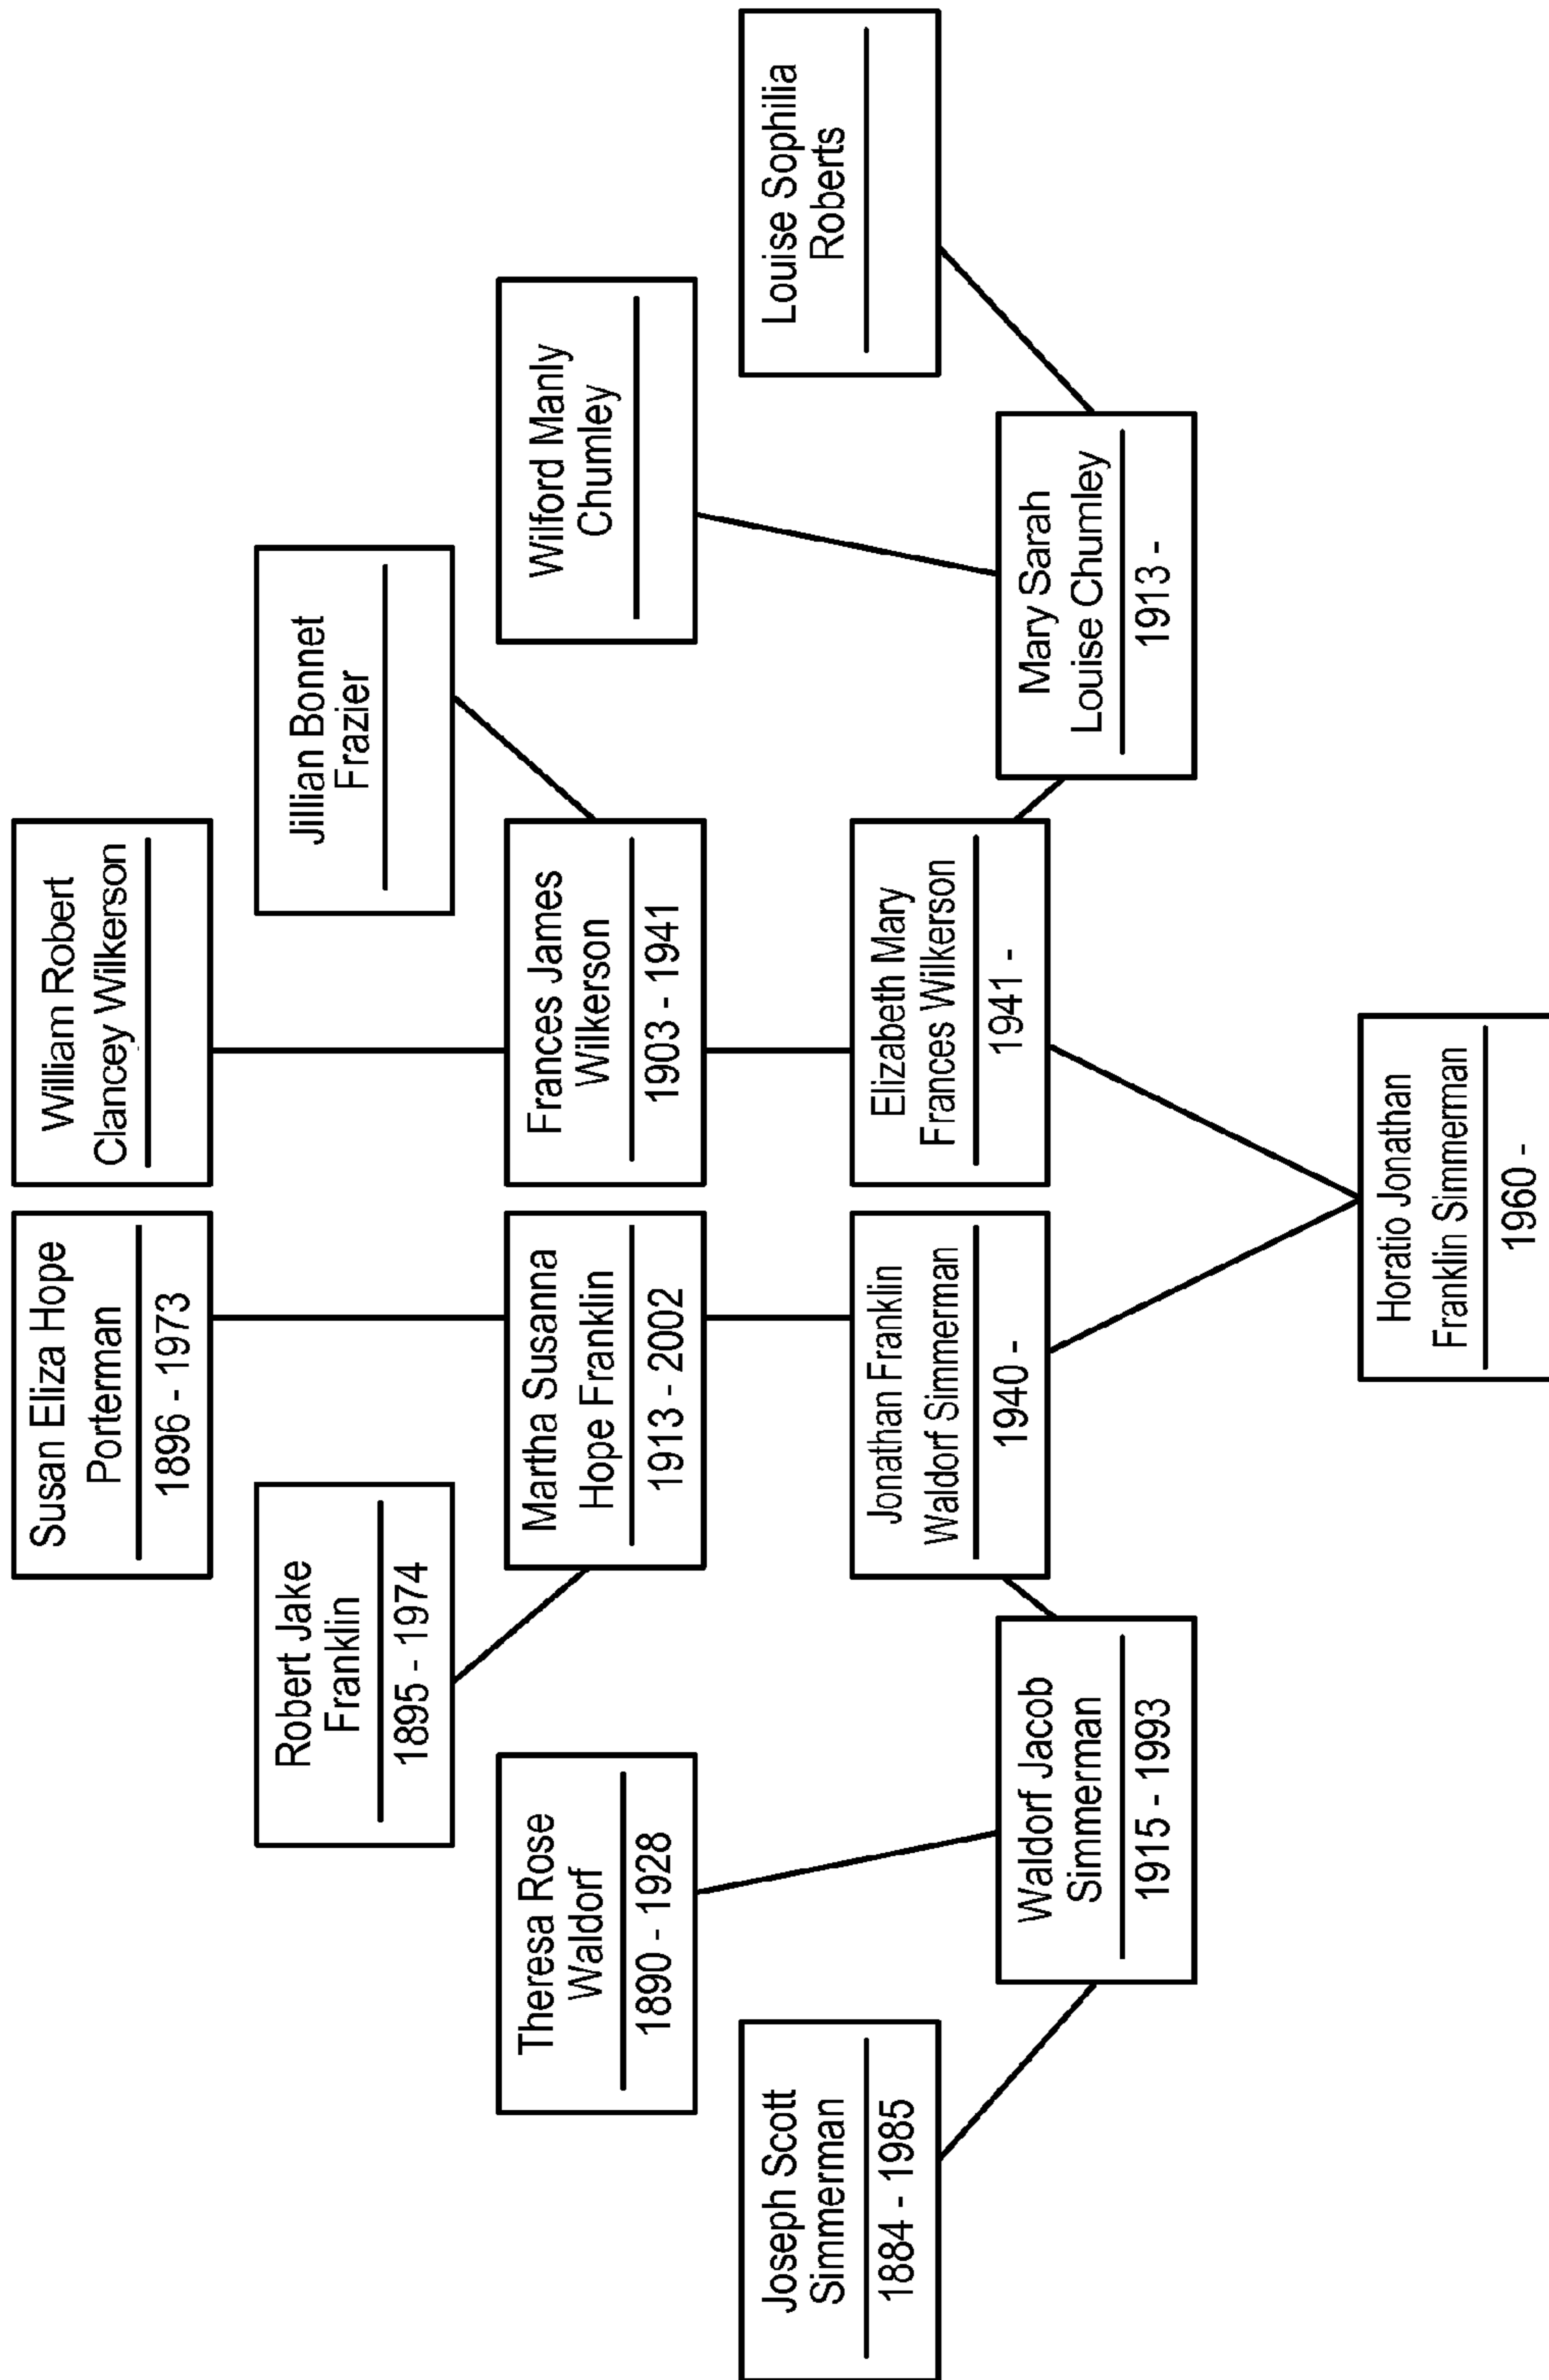 Susan Eliza Hope
Porterman
1896 - 1973
William Robert
Clancey Wilkerson
Robert Jake
Franklin
1895 - 1974
Jillian Bonnet
Frazier
Theresa Rose
Waldorf
1890 - 1928
Martha Susanna
Hope Franklin
1913 - 2002
Frances James
Wilkerson
1903 - 1941
Wilford Manly
Chumley
Joseph Scott
Simmerman
1884 - 1985
Jonathan Franklin
Waldorf Simmerman
1940 -
Elizabeth Mary
Frances Wilkerson
1941 -
Louise Sophilia
Roberts
Waldorf Jacob
Simmerman
1915 - 1993
Mary Sarah
Louise Chumley
1913 -
Horatio Jonathan
Franklin Simmerman
1960 -